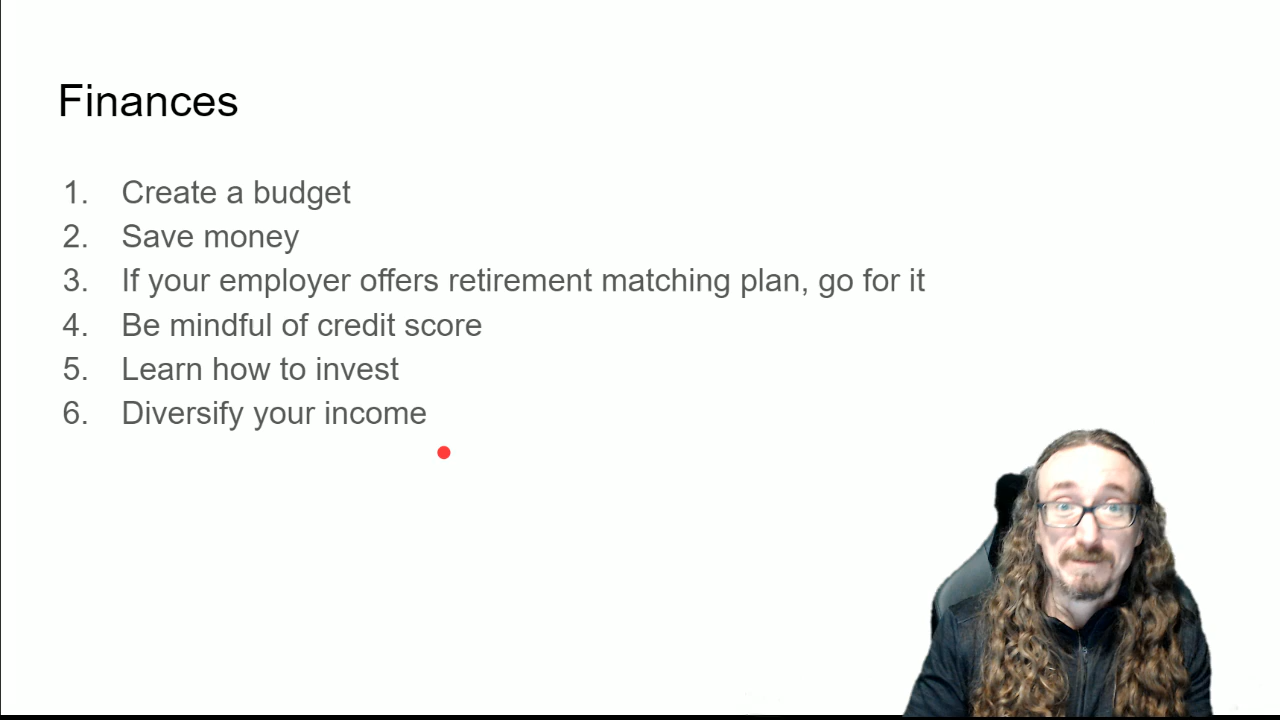 Finances
1. Create a budget
2. Save money
3. If your employer offers retirement matching plan, go for it
4. Be mindful of credit score
5. Learn how to invest
6. Diversify your income